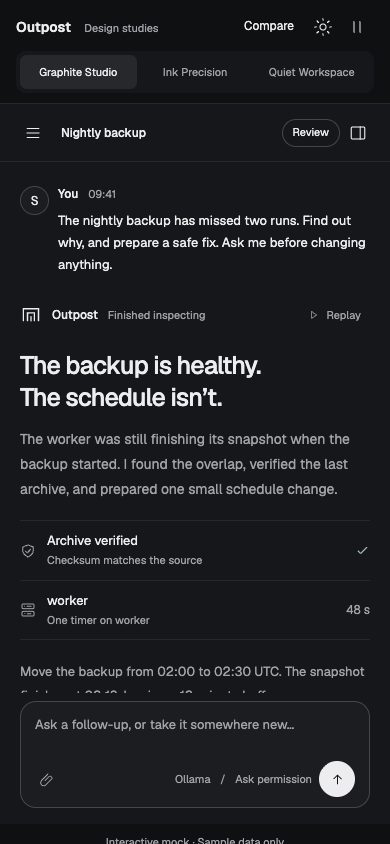 Outpost Design studies Compare
Graphite Studio Ink Precision Quiet Workspace
Nightly backup Review
S You 09:41
The nightly backup has missed two runs. Find out
why, and prepare a safe fix. Ask me before changing
anything.
Outpost Finished inspecting Replay
The backup is healthy.
The schedule isn’t.
The worker was still finishing its snapshot when the
backup started. I found the overlap, verified the last
archive, and prepared one small schedule change.
Archive verified
Checksum matches the source
worker 48 s
One timer on worker
Move the backup from 02:00 to 02:30 UTC. The snapshot
Ask a follow-up, or take it somewhere new…
Ollama / Ask permission
Interactive mock · Sample data only